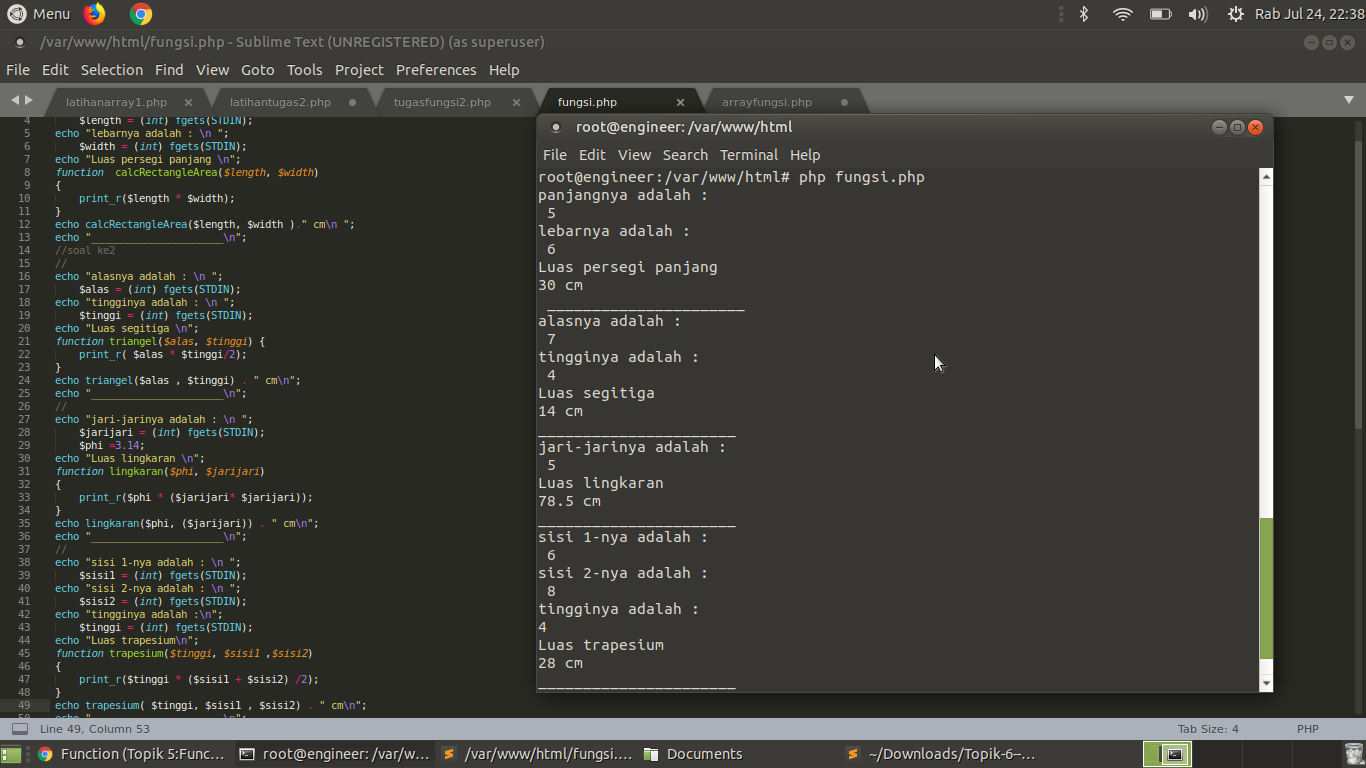 Menu
Rab Jul 24, 22:38
/var/www/html/fungsi.php - Sublime Text (UNREGISTERED) (as superuser)
File Edit Selection Find View Goto Tools Project Preferences Help
latihanarray1.php × latihantugas2.php tugasfungsi2.php × fungsi.php × arrayfungsi.php
4 $length = (int) fgets(STDIN);
5 echo "lebarnya adalah : \n ";
6 $width = (int) fgets(STDIN);
7 echo "Luas persegi panjang \n";
8 function calcRectangleArea($length, $width)
9 {
10 print_r($length * $width);
11 }
12 echo calcRectangleArea($length, $width )." cm\n ";
13 echo "______________________\n";
14 //soal ke2
15 //
16 echo "alasnya adalah : \n ";
17 $alas = (int) fgets(STDIN);
18 echo "tingginya adalah : \n ";
19 $tinggi = (int) fgets(STDIN);
20 echo "Luas segitiga \n";
21 function triangel($alas, $tinggi) {
22 print_r( $alas * $tinggi/2);
23 }
24 echo triangel($alas , $tinggi) . " cm\n";
25 echo "______________________\n";
26 //
27 echo "jari-jarinya adalah : \n ";
28 $jarijari = (int) fgets(STDIN);
29 $phi =3.14;
30 echo "Luas lingkaran \n";
31 function lingkaran($phi, $jarijari)
32 {
33 print_r($phi * ($jarijari* $jarijari));
34 }
35 echo lingkaran($phi, ($jarijari)) . " cm\n";
36 echo "______________________\n";
37 //
38 echo "sisi 1-nya adalah : \n ";
39 $sisi1 = (int) fgets(STDIN);
40 echo "sisi 2-nya adalah : \n ";
41 $sisi2 = (int) fgets(STDIN);
42 echo "tingginya adalah :\n";
43 $tinggi = (int) fgets(STDIN);
44 echo "Luas trapesium\n";
45 function trapesium($tinggi, $sisi1 ,$sisi2)
46 {
47 print_r($tinggi * ($sisi1 + $sisi2) /2);
48 }
49 echo trapesium( $tinggi, $sisi1 , $sisi2) . " cm\n";
root@engineer: /var/www/html
File Edit View Search Terminal Help
root@engineer:/var/www/html# php fungsi.php
panjangnya adalah :
5
lebarnya adalah :
6
Luas persegi panjang
30 cm
______________________
alasnya adalah :
7
tingginya adalah :
4
Luas segitiga
14 cm
______________________
jari-jarinya adalah :
5
Luas lingkaran
78.5 cm
______________________
sisi 1-nya adalah :
6
sisi 2-nya adalah :
8
tingginya adalah :
4
Luas trapesium
28 cm
______________________
Line 49, Column 53
Tab Size: 4 PHP
Function (Topik 5:Func... root@engineer: /var/w... /var/www/html/fungsi.... Documents ~/Downloads/Topik-6-...